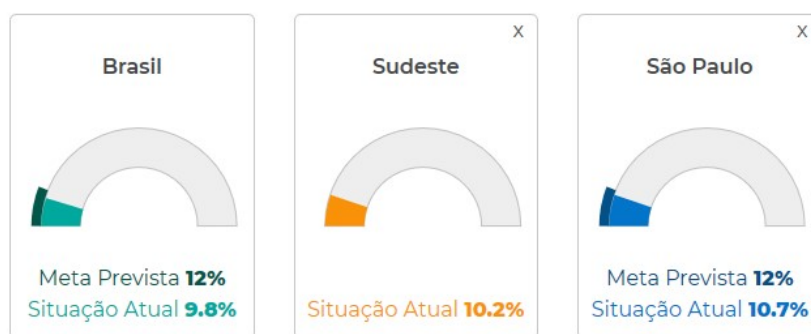 Brasil
Meta Prevista 12%
Situação Atual 9.8%
X
Sudeste
Situação Atual 10.2%
X
São Paulo
Meta Prevista 12%
Situação Atual 10.7%